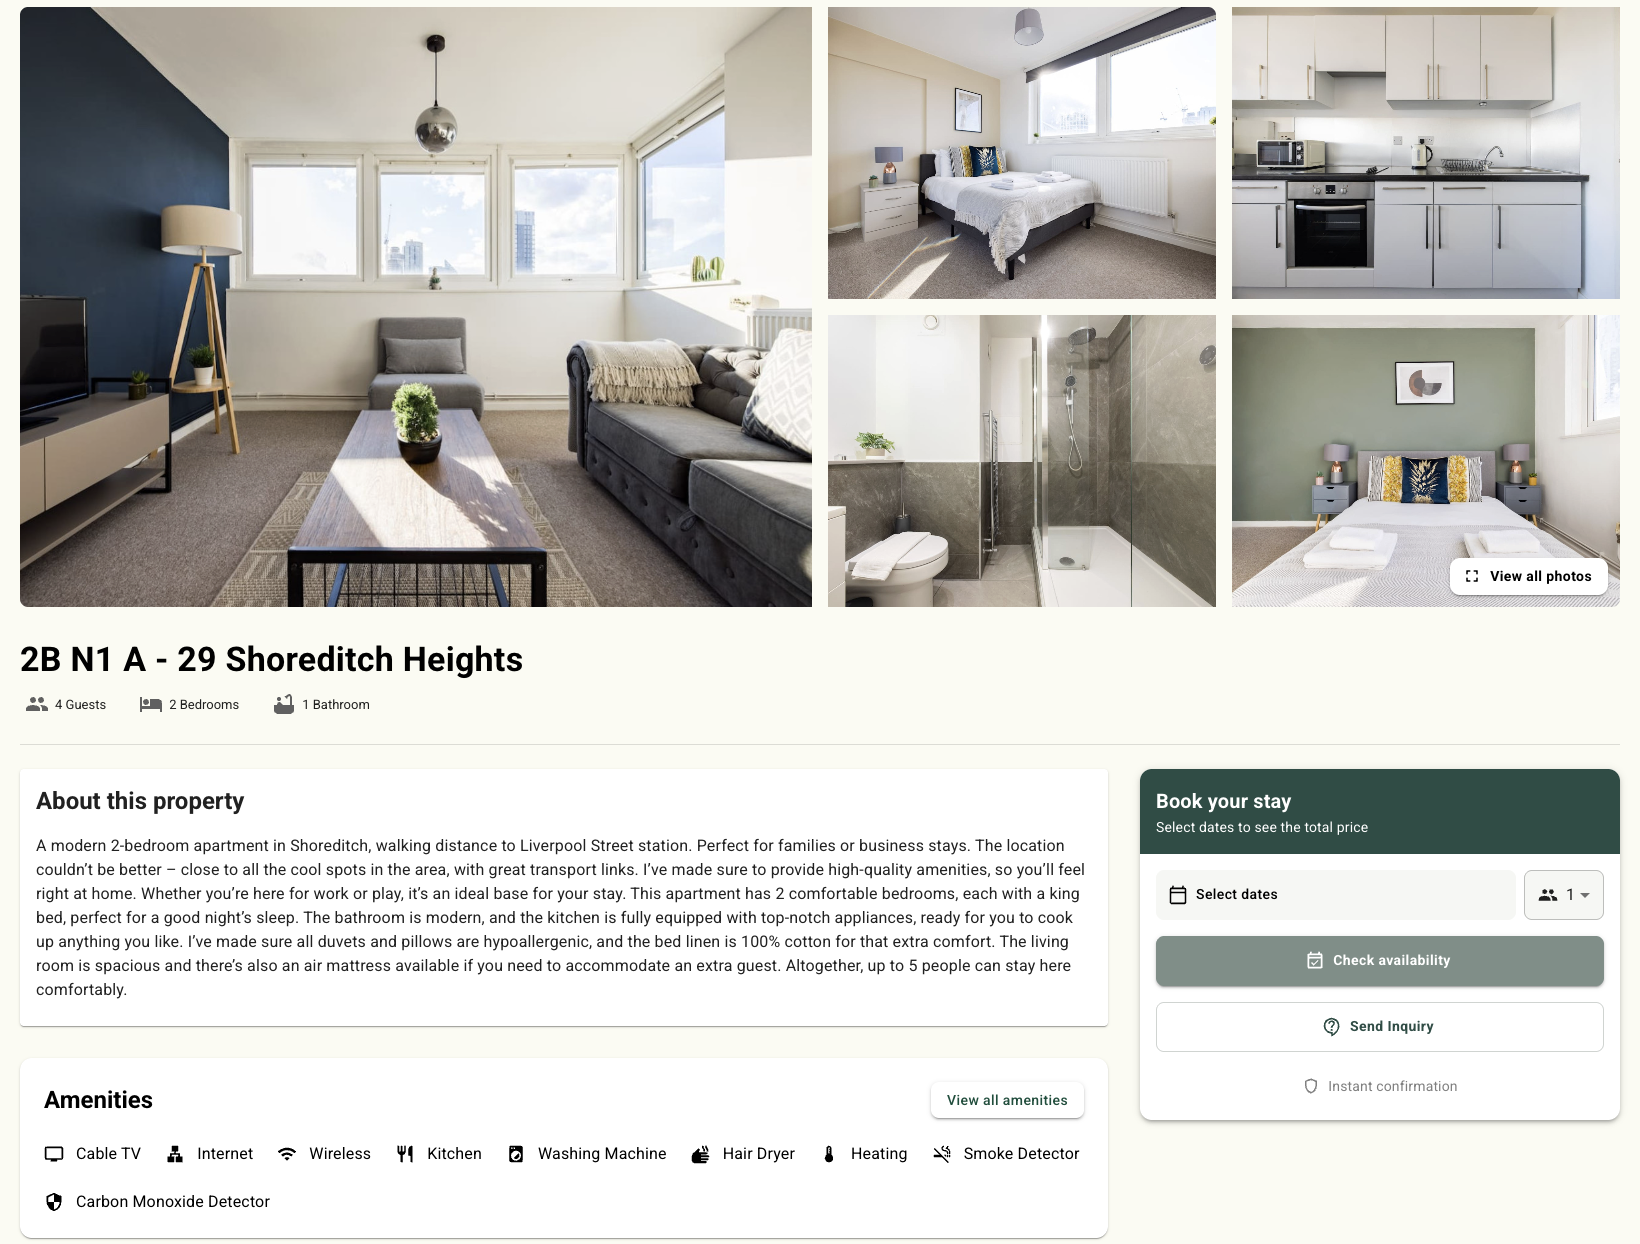 View all photos
2B N1 A - 29 Shoreditch Heights
4 Guests 2 Bedrooms 1 Bathroom
About this property
A modern 2-bedroom apartment in Shoreditch, walking distance to Liverpool Street station. Perfect for families or business stays. The location
couldn’t be better – close to all the cool spots in the area, with great transport links. I’ve made sure to provide high-quality amenities, so you’ll feel
right at home. Whether you’re here for work or play, it’s an ideal base for your stay. This apartment has 2 comfortable bedrooms, each with a king
bed, perfect for a good night’s sleep. The bathroom is modern, and the kitchen is fully equipped with top-notch appliances, ready for you to cook
up anything you like. I’ve made sure all duvets and pillows are hypoallergenic, and the bed linen is 100% cotton for that extra comfort. The living
room is spacious and there’s also an air mattress available if you need to accommodate an extra guest. Altogether, up to 5 people can stay here
comfortably.
Amenities
View all amenities
Cable TV Internet Wireless Kitchen Washing Machine Hair Dryer Heating Smoke Detector
Carbon Monoxide Detector
Book your stay
Select dates to see the total price
Select dates 1
Check availability
Send Inquiry
Instant confirmation